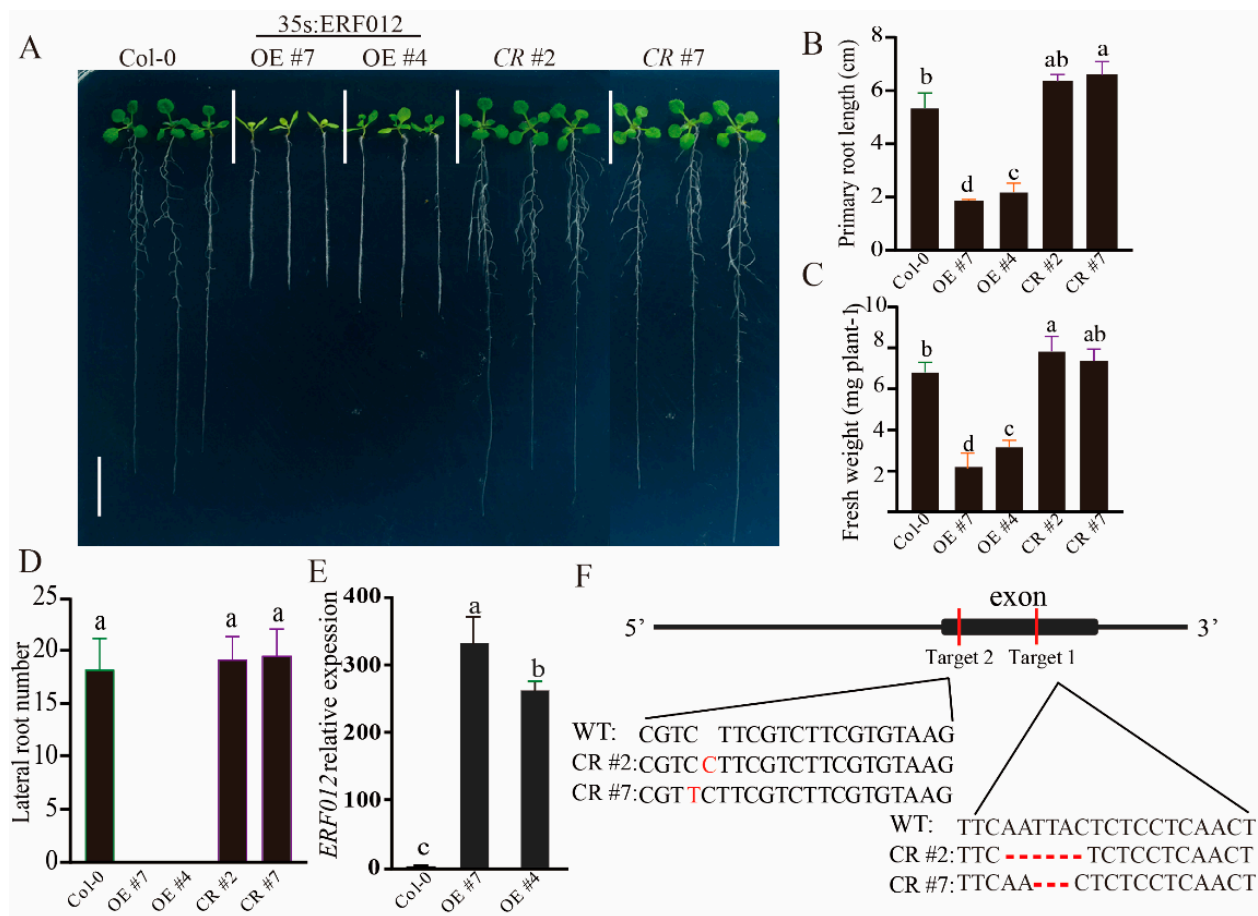 A
35s:ERF012
Col-0 OE #7 OE #4 CR #2 CR #7
B
Primary root length (cm)
8
6
4
2
0
b
d
c
ab
a
Col-0
OE #7
OE #4
CR #2
CR #7
C
Fresh weight (mg plant-1)
10
8
6
4
2
b
d
c
a
ab
Col-0
OE #7
OE #4
CR #2
CR #7
D
Lateral root number
25
20
15
10
5
0
a
a
a
Col-0
OE #7
OE #4
CR #2
CR #7
E
ERF012 relative expession
400
300
200
100
0
c
a
b
Col-0
OE #7
OE #4
F
exon
5’ 3’
Target 2 Target 1
WT: CGTC TTCGTCTTCGTGTAAG
CR #2:CGTCCTTCGTCTTCGTGTAAG
CR #7:CGTTCTTCGTCTTCGTGTAAG
WT: TTCAATTACTCTCCTCAACT
CR #2: TTC ------ TCTCCTCAACT
CR #7: TTCAA---CTCTCCTCAACT